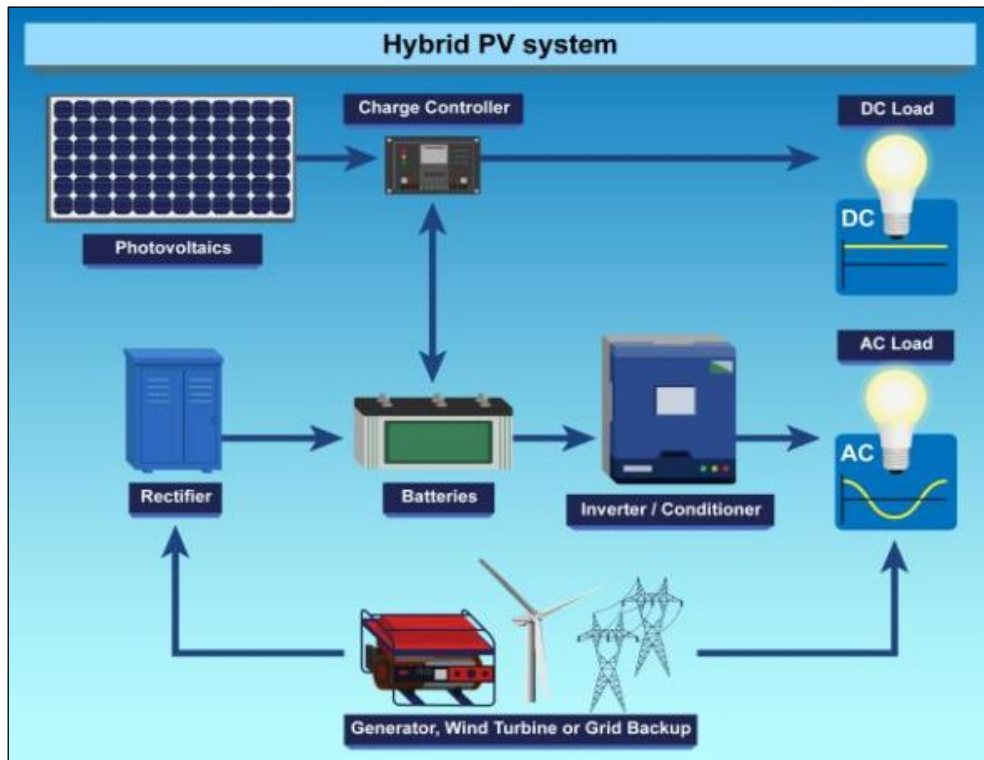 Hybrid PV system
Charge Controller
DC Load
Photovoltaics
DC
AC Load
AC
Rectifier
Batteries
Inverter / Conditioner
Generator, Wind Turbine or Grid Backup